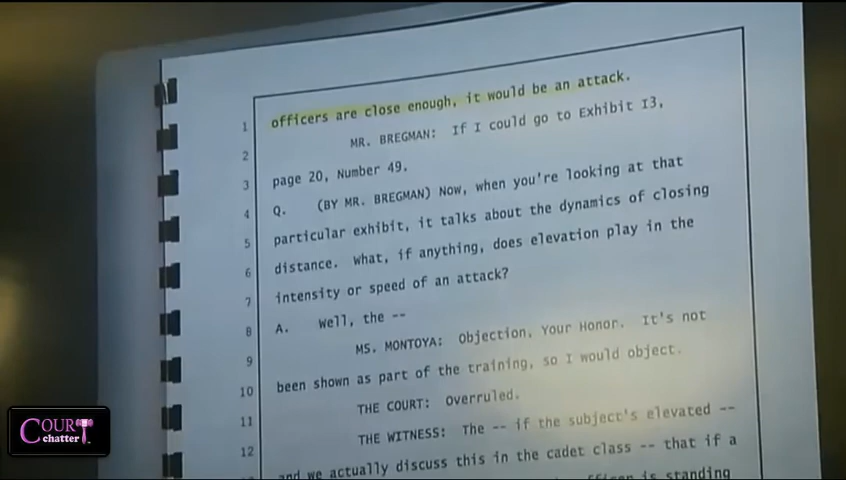 1 officers are close enough, it would be an attack.
2 MR. BREGMAN: If I could go to Exhibit 13,
3 page 20, Number 49.
4 Q. (BY MR. BREGMAN) Now, when you're looking at that
5 particular exhibit, it talks about the dynamics of closing
6 distance. What, if anything, does elevation play in the
7 intensity or speed of an attack?
8 A. Well, the --
9 MS. MONTOYA: Objection, Your Honor. It's not
10 been shown as part of the training, so I would object.
11 THE COURT: Overruled.
12 THE WITNESS: The -- if the subject's elevated --
and we actually discuss this in the cadet class -- that if a
officer is standing
COURT
chatter